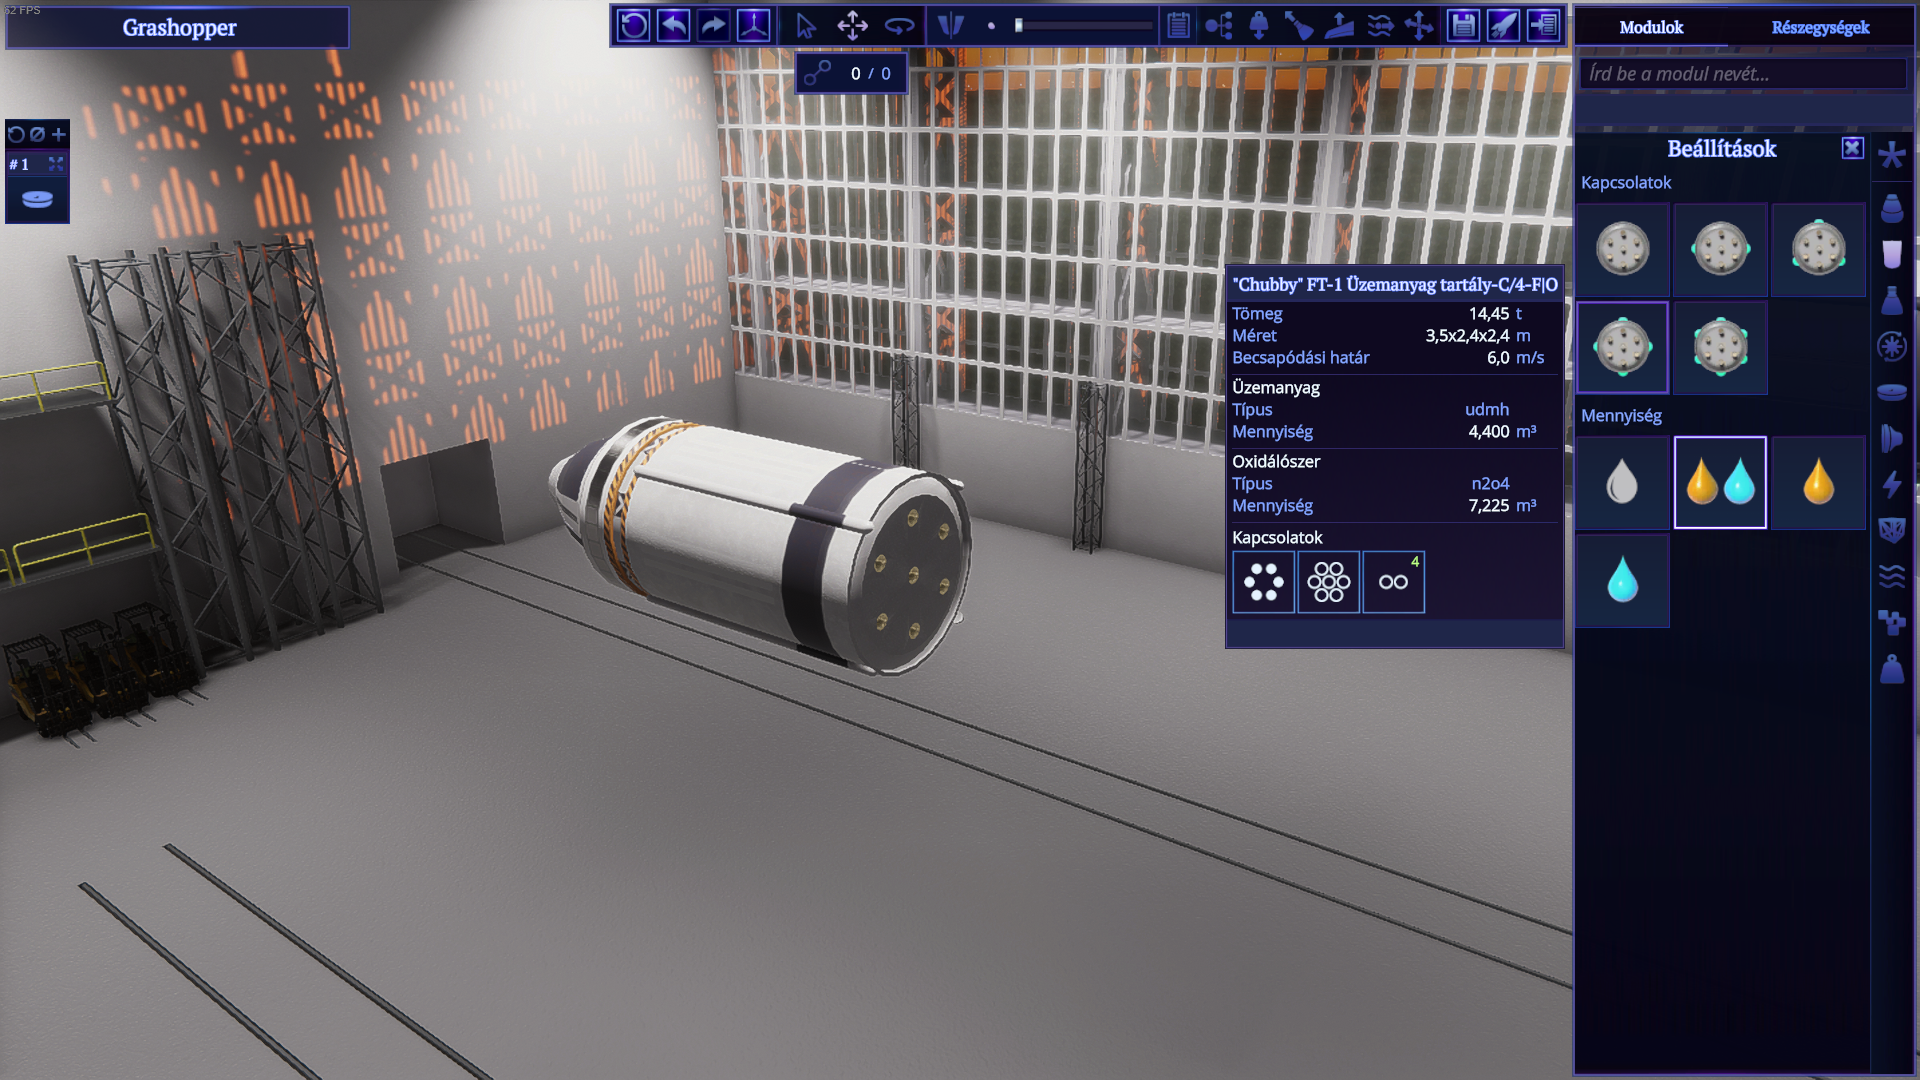 62 FPS
Grashopper
0 / 0
Modulok
Részegységek
Írd be a modul nevét...
# 1
Beállítások
Kapcsolatok
Mennyiség
"Chubby" FT-1 Üzemanyag tartály-C/4-F|O
Tömeg 14,45 t
Méret 3,5x2,4x2,4 m
Becsapódási határ 6,0 m/s
Üzemanyag
Típus udmh
Mennyiség 4,400 m³
Oxidálószer
Típus n2o4
Mennyiség 7,225 m³
Kapcsolatok
4